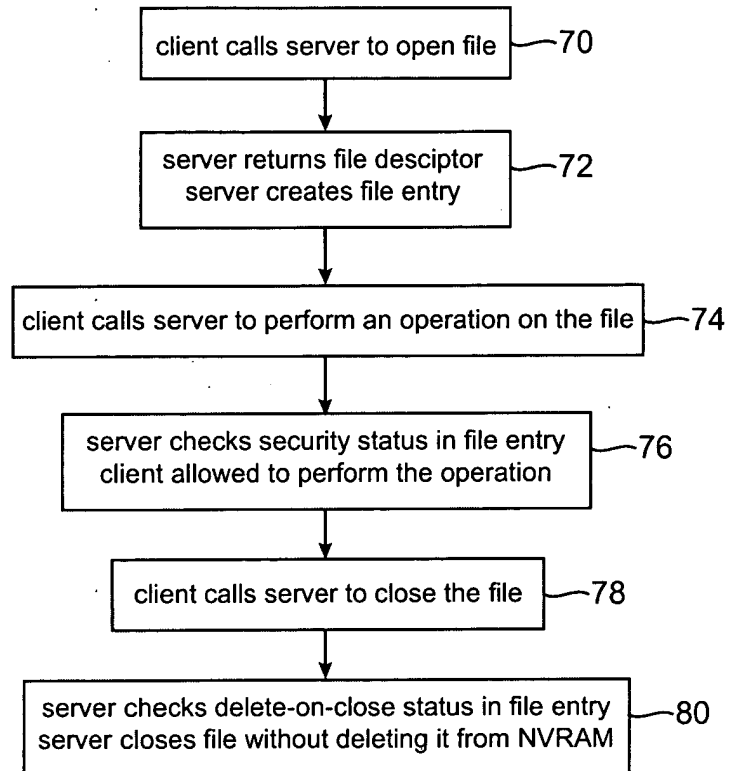 client calls server to open file 70
server returns file desciptor
server creates file entry 72
client calls server to perform an operation on the file 74
server checks security status in file entry
client allowed to perform the operation 76
client calls server to close the file 78
server checks delete-on-close status in file entry
server closes file without deleting it from NVRAM 80